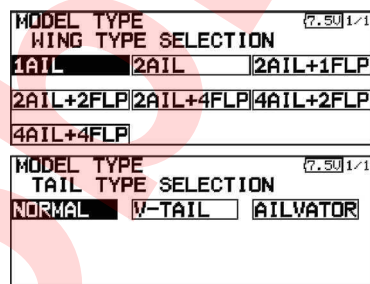 MODEL TYPE 7.5V 1/1
WING TYPE SELECTION
1AIL 2AIL 2AIL+1FLP
2AIL+2FLP 2AIL+4FLP 4AIL+2FLP
4AIL+4FLP
MODEL TYPE 7.5V 1/1
TAIL TYPE SELECTION
NORMAL V-TAIL AILVATOR